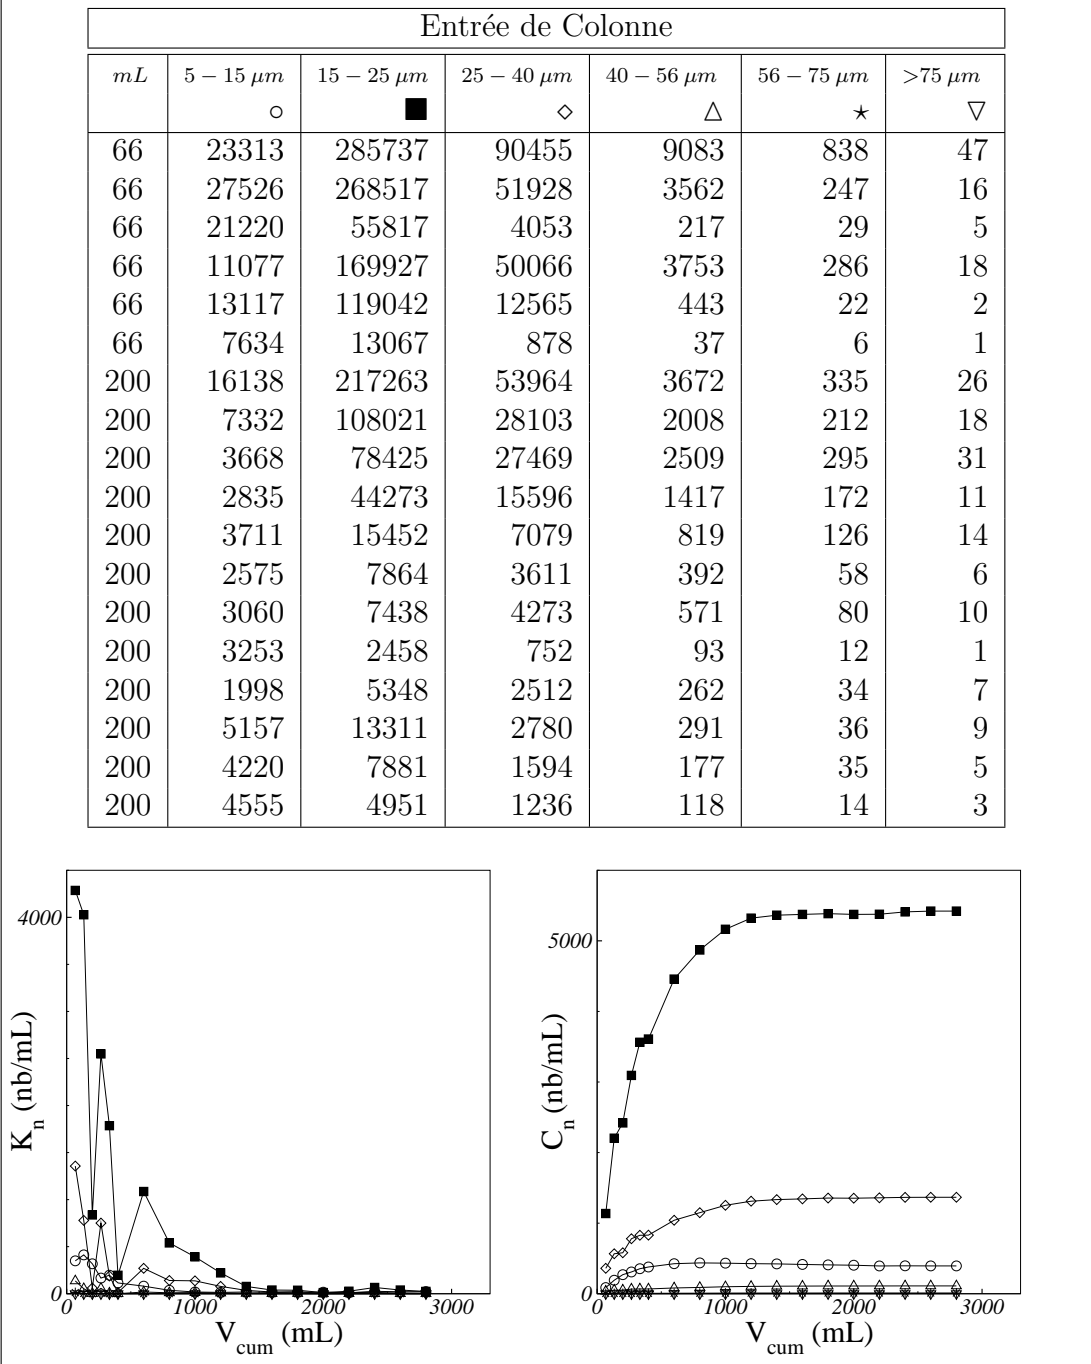 Entrée de Colonne
mL 5 – 15 μm 15 – 25 μm 25 – 40 μm 40 – 56 μm 56 – 75 μm >75 μm
○ ■ ◇ △ ⋆ ▽
66 23313 285737 90455 9083 838 47
66 27526 268517 51928 3562 247 16
66 21220 55817 4053 217 29 5
66 11077 169927 50066 3753 286 18
66 13117 119042 12565 443 22 2
66 7634 13067 878 37 6 1
200 16138 217263 53964 3672 335 26
200 7332 108021 28103 2008 212 18
200 3668 78425 27469 2509 295 31
200 2835 44273 15596 1417 172 11
200 3711 15452 7079 819 126 14
200 2575 7864 3611 392 58 6
200 3060 7438 4273 571 80 10
200 3253 2458 752 93 12 1
200 1998 5348 2512 262 34 7
200 5157 13311 2780 291 36 9
200 4220 7881 1594 177 35 5
200 4555 4951 1236 118 14 3
4000
K_n (nb/mL)
0 1000 2000 3000
0
V_cum (mL)
5000
C_n (nb/mL)
0
0 1000 2000 3000
V_cum (mL)